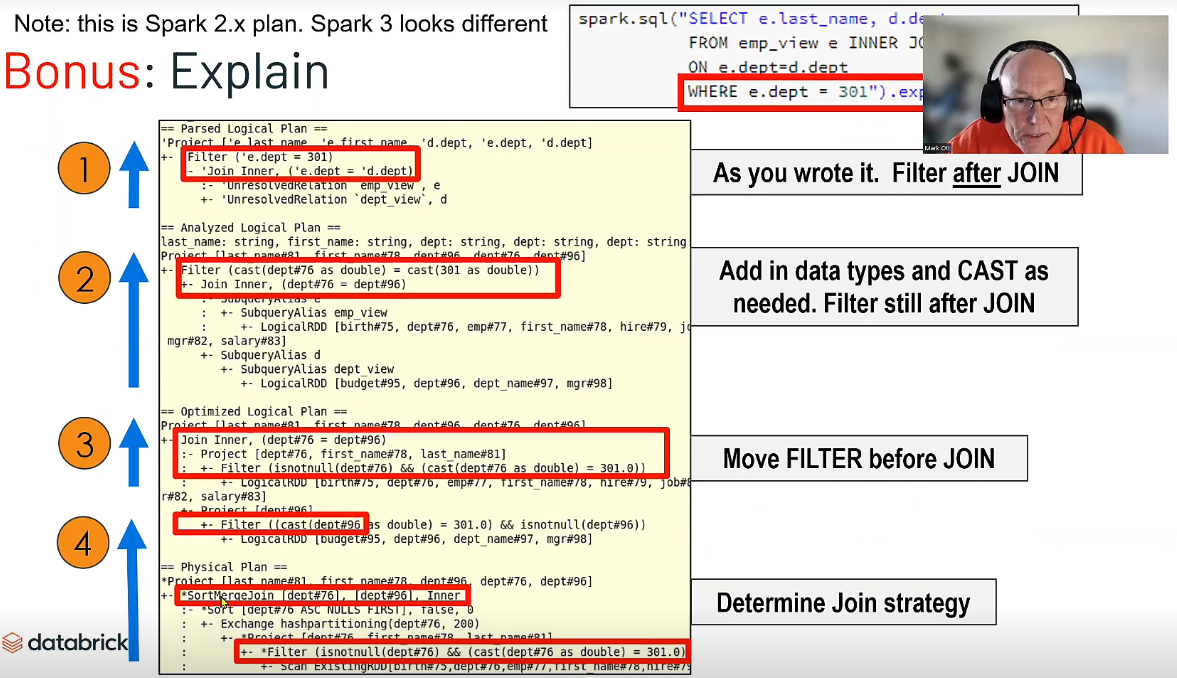 Note: this is Spark 2.x plan. Spark 3 looks different
Bonus: Explain
spark.sql("SELECT e.last_name,
FROM emp_view e INNER
ON e.dept=d.dept
WHERE e.dept = 301")
1
== Parsed Logical Plan ==
'Project ['e.last_name, 'e.first_name, 'd.dept, 'e.dept, 'd.dept]
+- Filter ('e.dept = 301)
'Join Inner, ('e.dept = 'd.dept)
:- 'UnresolvedRelation `emp_view`, e
+- 'UnresolvedRelation `dept_view`, d
As you wrote it. Filter after JOIN
2
== Analyzed Logical Plan ==
last_name: string, first_name: string, dept: string, dept: string, dept: string
Project [last_name#81, first_name#78, dept#96, dept#76, dept#96]
+- Filter (cast(dept#76 as double) = cast(301 as double))
+- Join Inner, (dept#76 = dept#96)
:- SubqueryAlias e
: +- SubqueryAlias emp_view
: +- LogicalRDD [birth#75, dept#76, emp#77, first_name#78, hire#79,
mgr#82, salary#83]
+- SubqueryAlias d
+- SubqueryAlias dept_view
+- LogicalRDD [budget#95, dept#96, dept_name#97, mgr#98]
Add in data types and CAST as
needed. Filter still after JOIN
3
== Optimized Logical Plan ==
Project [last_name#81, first_name#78, dept#96, dept#76, dept#96]
+- Join Inner, (dept#76 = dept#96)
:- Project [dept#76, first_name#78, last_name#81]
: +- Filter (isnotnull(dept#76) && (cast(dept#76 as double) = 301.0))
: +- LogicalRDD [birth#75, dept#76, emp#77, first_name#78, hire#79,
r#82, salary#83]
+- Project [dept#96]
+- Filter ((cast(dept#96 as double) = 301.0) && isnotnull(dept#96))
+- LogicalRDD [budget#95, dept#96, dept_name#97, mgr#98]
Move FILTER before JOIN
4
== Physical Plan ==
*Project [last_name#81, first_name#78, dept#96, dept#76, dept#96]
+- *SortMergeJoin [dept#76], [dept#96], Inner
:- *Sort [dept#76 ASC NULLS FIRST], false, 0
: +- Exchange hashpartitioning(dept#76, 200)
: +- *Project [dept#76, first_name#78, last_name#81]
: +- *Filter (isnotnull(dept#76) && (cast(dept#76 as double) = 301.0)
: +- Scan ExistingRDD[birth#75,dept#76,emp#77,first_name#78,
Determine Join strategy
databrick
Mark Ott